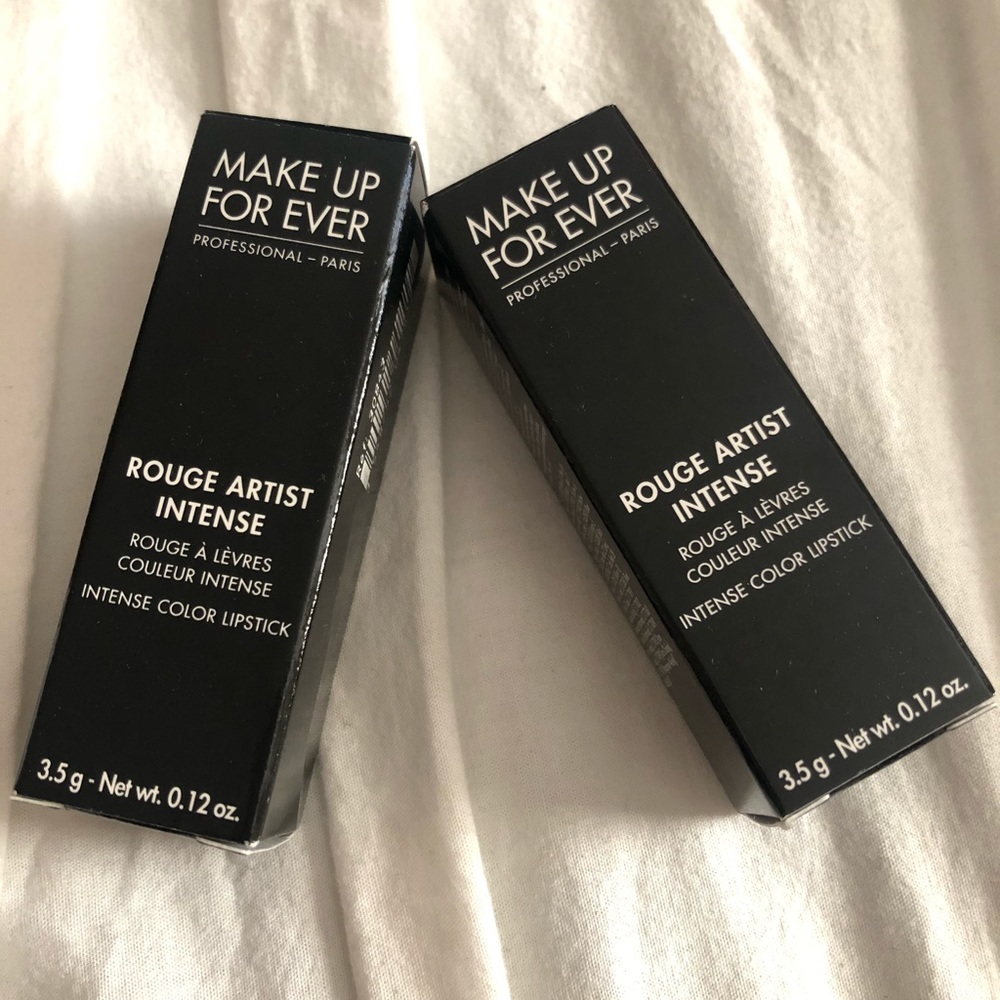 MAKE UP
FOR EVER
PROFESSIONAL – PARIS
ROUGE ARTIST
INTENSE
ROUGE À LÈVRES
COULEUR INTENSE
INTENSE COLOR LIPSTICK
3.5 g - Net wt. 0.12 oz.
MAKE UP
FOR EVER
PROFESSIONAL – PARIS
ROUGE ARTIST
INTENSE
ROUGE À LÈVRES
COULEUR INTENSE
INTENSE COLOR LIPSTICK
3.5 g - Net wt. 0.12 oz.